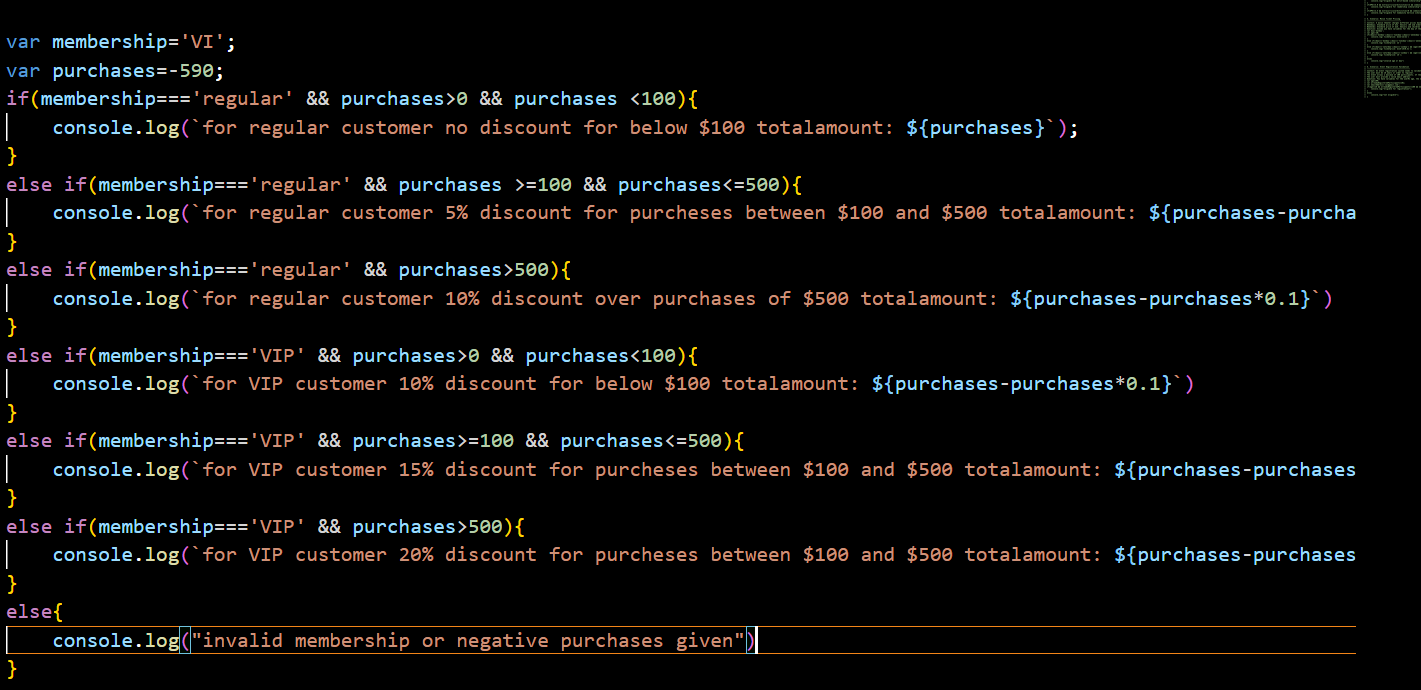 var membership='VI';
var purchases=-590;
if(membership==='regular' && purchases>0 && purchases <100){
    console.log(`for regular customer no discount for below $100 totalamount: ${purchases}`);
}
else if(membership==='regular' && purchases >=100 && purchases<=500){
    console.log(`for regular customer 5% discount for purcheses between $100 and $500 totalamount: ${purchases-purcha
}
else if(membership==='regular' && purchases>500){
    console.log(`for regular customer 10% discount over purchases of $500 totalamount: ${purchases-purchases*0.1}`)
}
else if(membership==='VIP' && purchases>0 && purchases<100){
    console.log(`for VIP customer 10% discount for below $100 totalamount: ${purchases-purchases*0.1}`)
}
else if(membership==='VIP' && purchases>=100 && purchases<=500){
    console.log(`for VIP customer 15% discount for purcheses between $100 and $500 totalamount: ${purchases-purchases
}
else if(membership==='VIP' && purchases>500){
    console.log(`for VIP customer 20% discount for purcheses between $100 and $500 totalamount: ${purchases-purchases
}
else{
    console.log("invalid membership or negative purchases given")
}